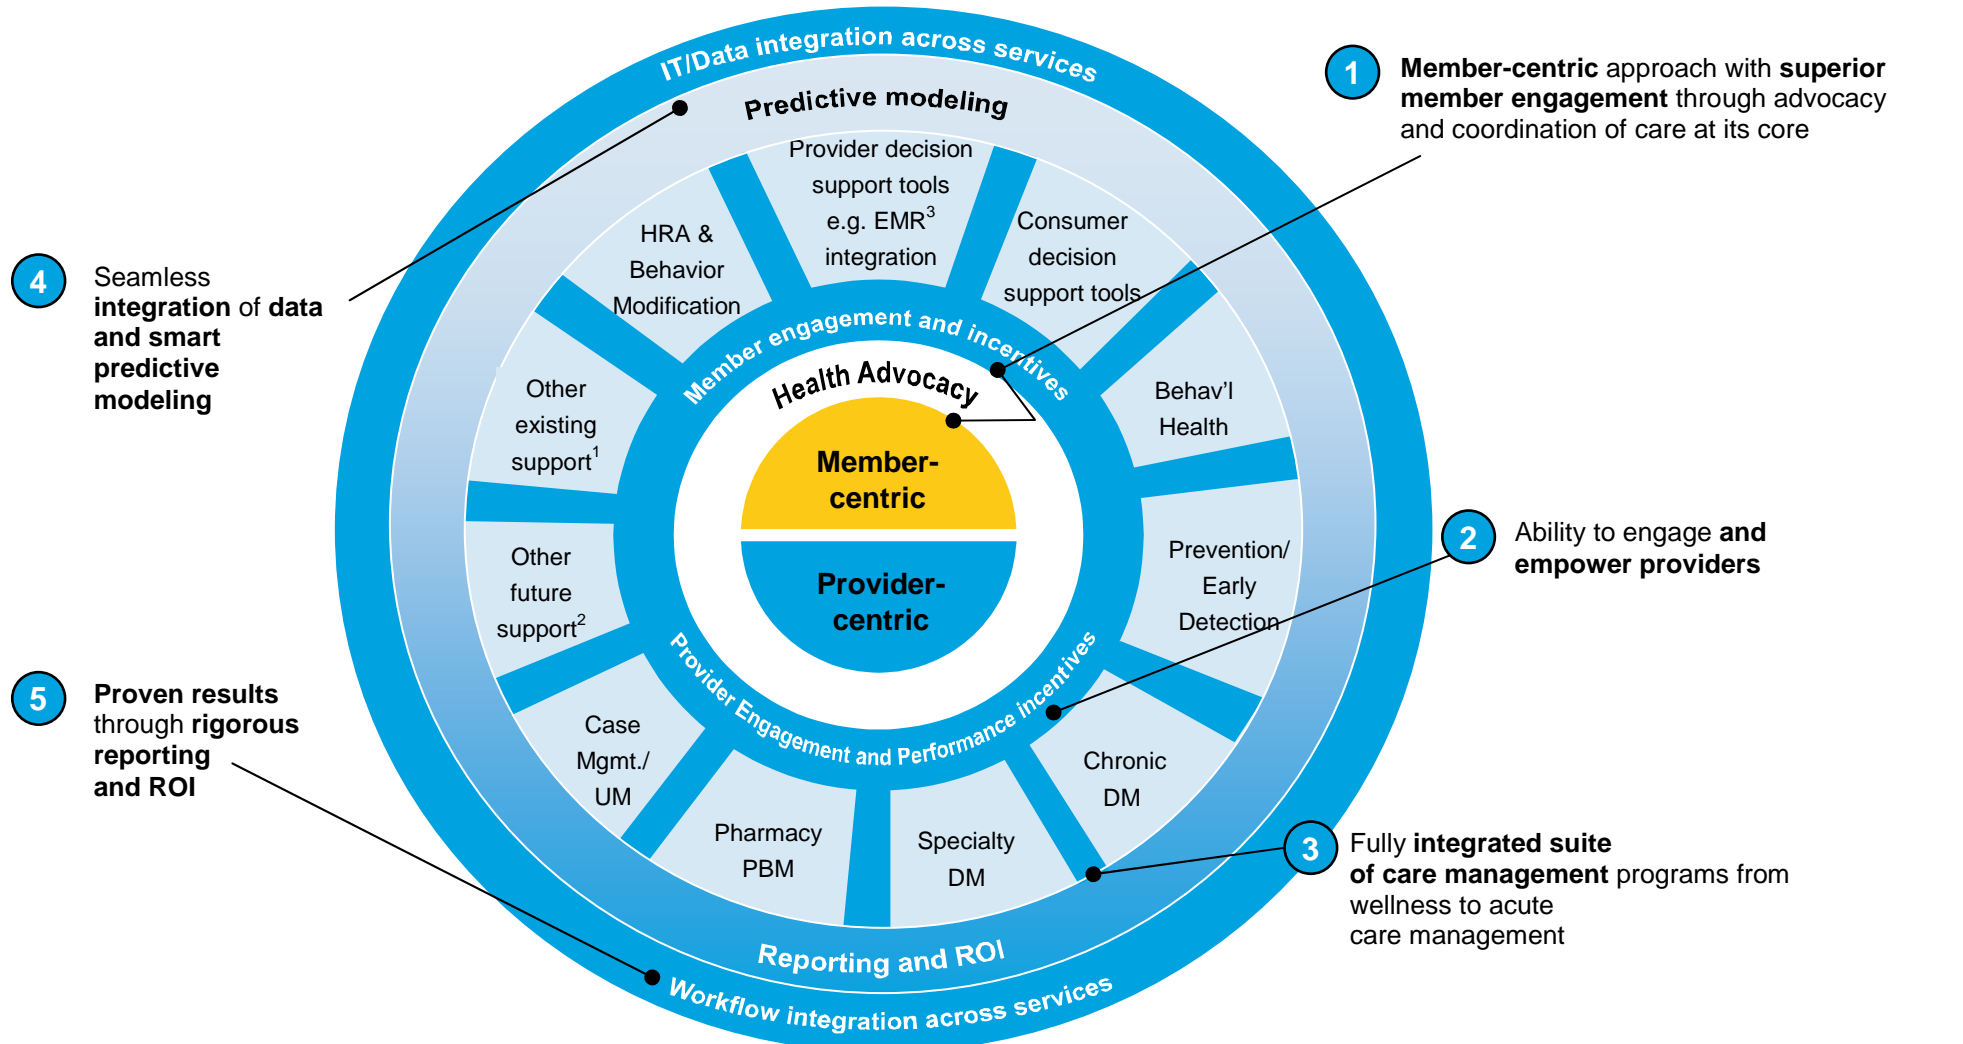 IT/Data integration across services
Predictive modeling
Provider decision
support tools
e.g. EMR3
integration
Consumer
decision
support tools
Behav’l
Health
Prevention/
Early
Detection
Chronic
DM
Specialty
DM
Pharmacy
PBM
Case
Mgmt./
UM
Other
future
support2
Other
existing
support1
HRA &
Behavior
Modification
Member engagement and incentives
Health Advocacy
Member-
centric
Provider-
centric
Provider Engagement and Performance incentives
Reporting and ROI
Workflow integration across services
1
Member-centric approach with superior
member engagement through advocacy
and coordination of care at its core
2
Ability to engage and
empower providers
3
Fully integrated suite
of care management programs from
wellness to acute
care management
4
Seamless
integration of data
and smart
predictive
modeling
5
Proven results
through rigorous
reporting
and ROI